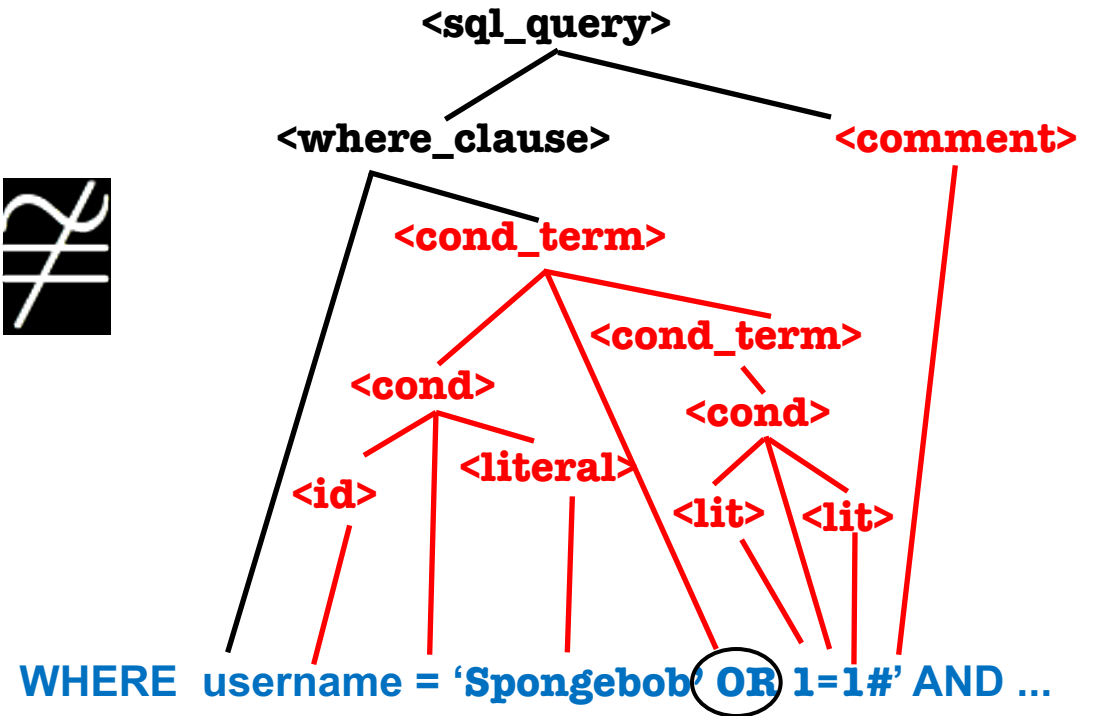 <sql_query>
<where_clause> <comment>
<cond_term>
<cond_term>
<cond>
<cond>
<literal>
<id>
<lit> <lit>
WHERE username = ‘Spongebob’ OR 1=1#’ AND ...